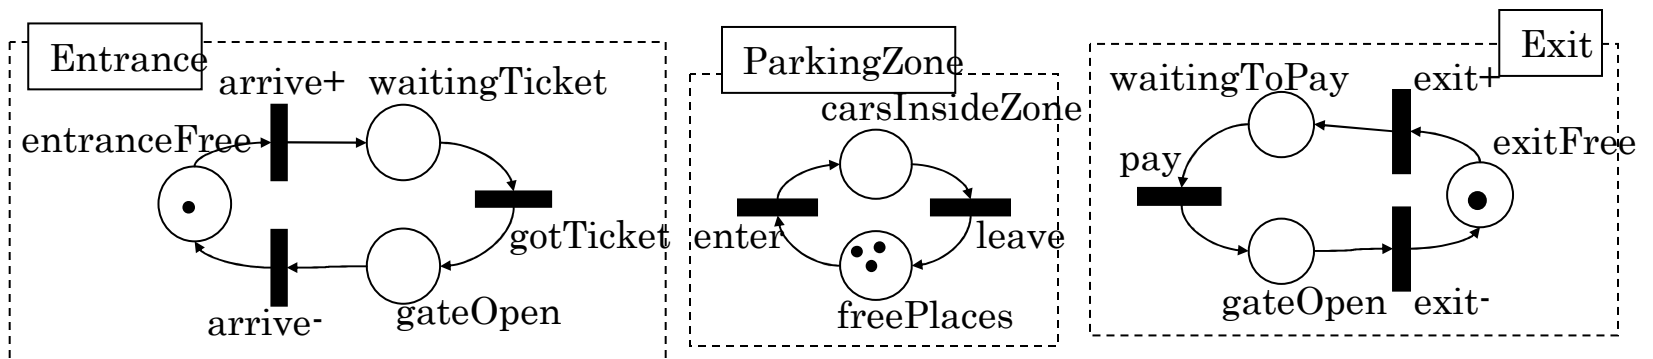 Entrance
arrive+
waitingTicket
entranceFree
gotTicket
gateOpen
arrive-
ParkingZone
carsInsideZone
enter
leave
freePlaces
Exit
waitingToPay
exit+
exitFree
pay
gateOpen
exit-